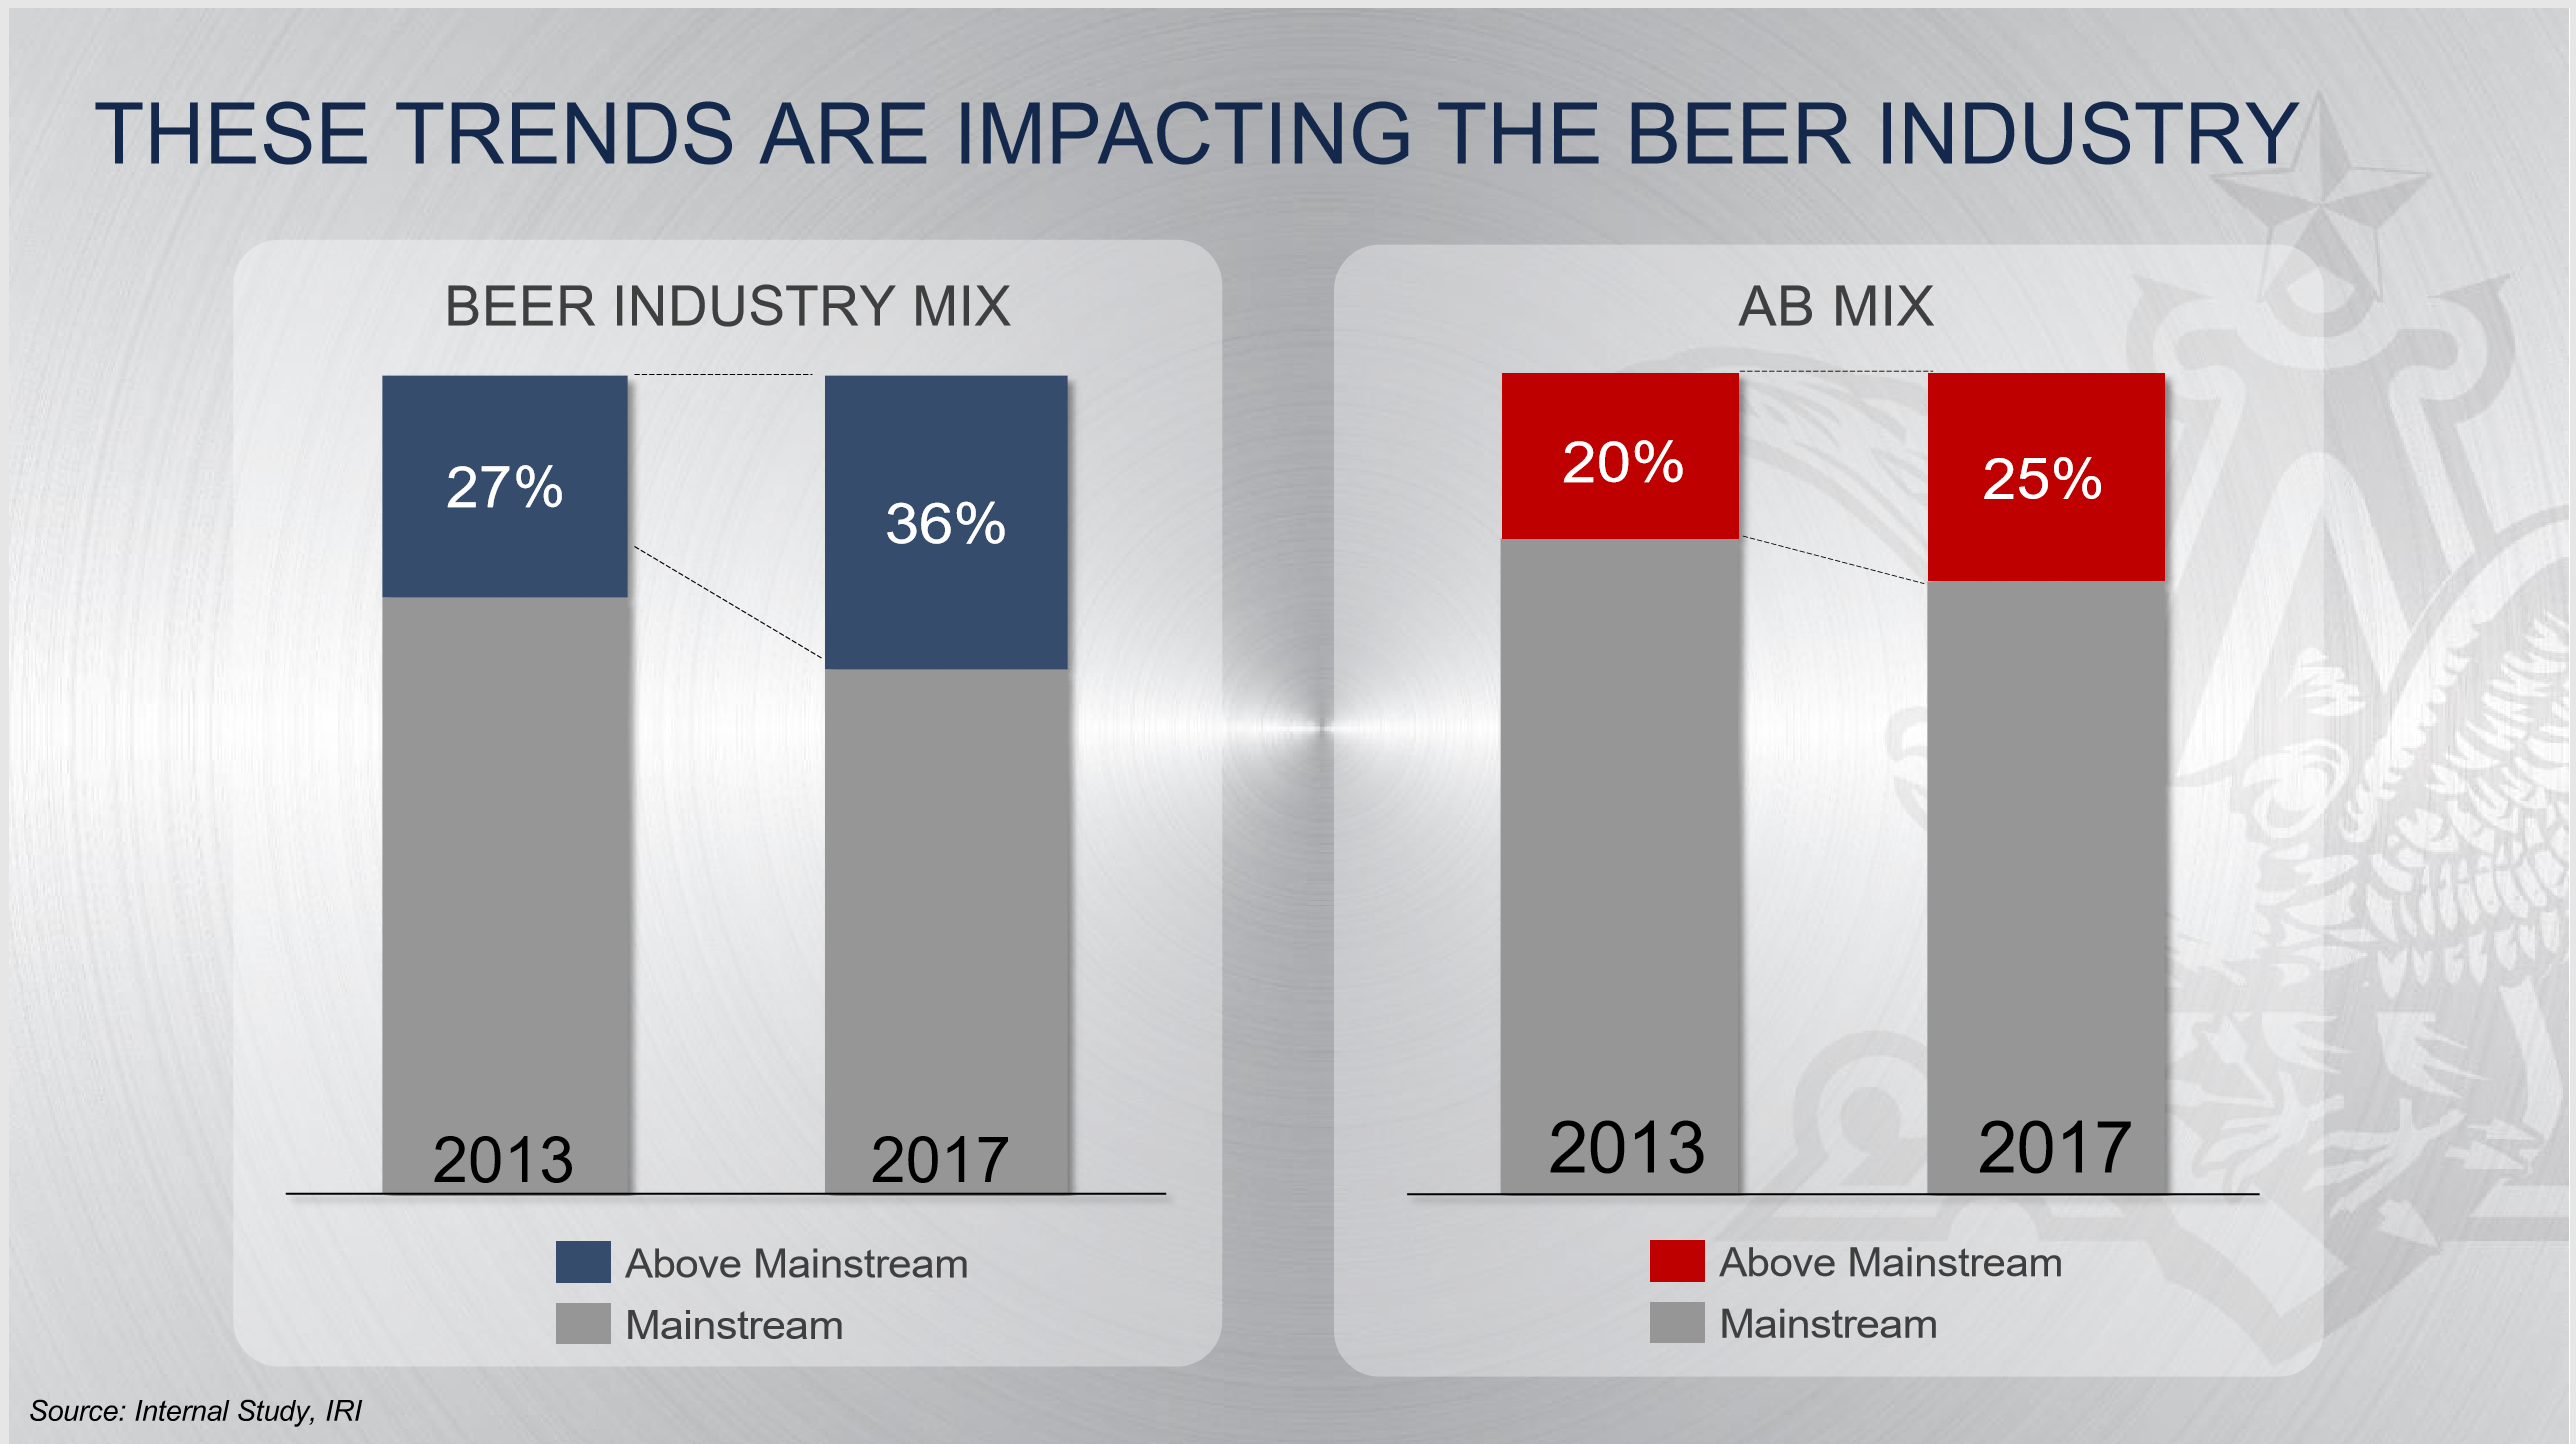 THESE TRENDS ARE IMPACTING THE BEER INDUSTRY
BEER INDUSTRY MIX
27%
36%
2013
2017
Above Mainstream
Mainstream
AB MIX
20%
25%
2013
2017
Above Mainstream
Mainstream
Source: Internal Study, IRI